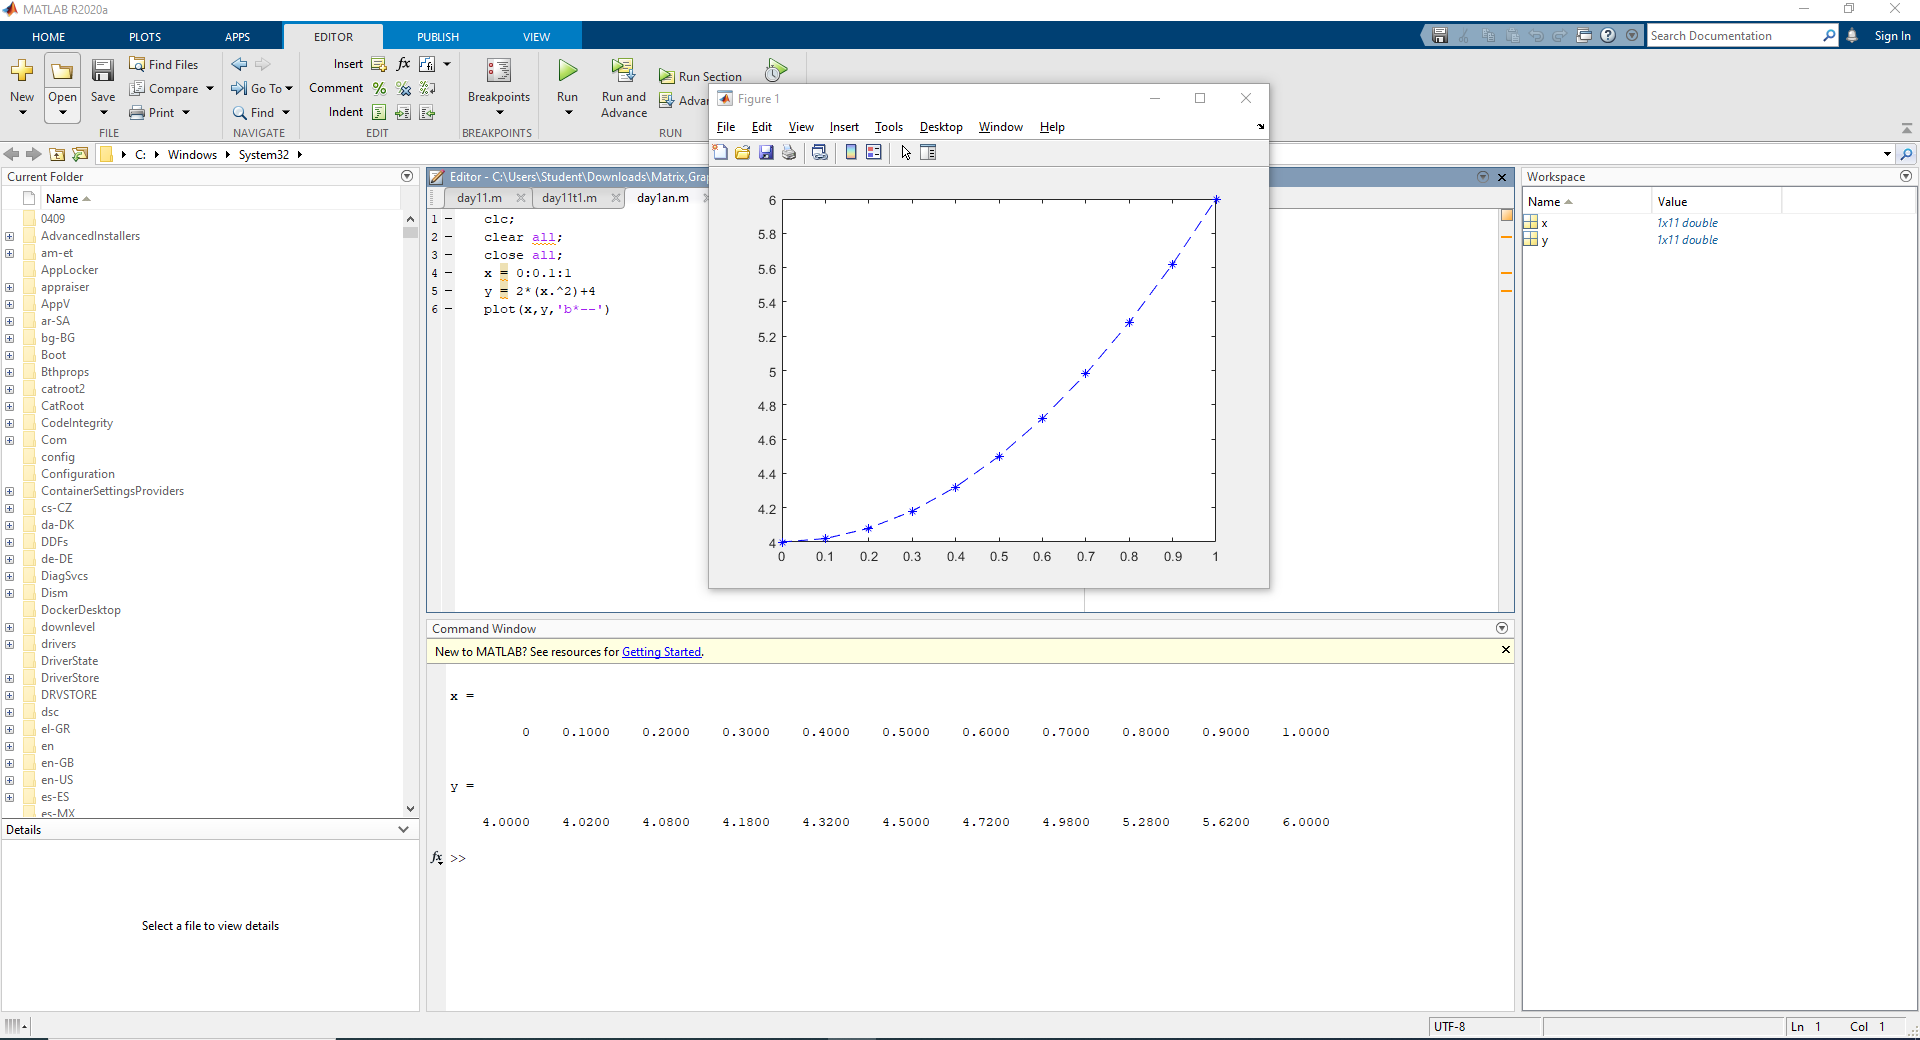 MATLAB R2020a
HOME PLOTS APPS EDITOR PUBLISH VIEW
Search Documentation
Sign In
New Open Save
Find Files
Compare
Print
FILE
Go To
Find
NAVIGATE
Insert fx
Comment
Indent
EDIT
Breakpoints
BREAKPOINTS
Run
Run and
Advance
Run Section
Advan
RUN
C: Windows System32
Current Folder
Name
0409
AdvancedInstallers
am-et
AppLocker
appraiser
AppV
ar-SA
bg-BG
Boot
Bthprops
catroot2
CatRoot
CodeIntegrity
Com
config
Configuration
ContainerSettingsProviders
cs-CZ
da-DK
DDFs
de-DE
DiagSvcs
Dism
DockerDesktop
downlevel
drivers
DriverState
DriverStore
DRVSTORE
dsc
el-GR
en
en-GB
en-US
es-ES
es-MX
Details
Select a file to view details
Editor - C:\Users\Student\Downloads\Matrix,Gra
day11.m day11t1.m day1an.m
1 clc;
2 clear all;
3 close all;
4 x = 0:0.1:1
5 y = 2*(x.^2)+4
6 plot(x,y,'b*--')
Figure 1
File Edit View Insert Tools Desktop Window Help
6
5.8
5.6
5.4
5.2
5
4.8
4.6
4.4
4.2
4
0 0.1 0.2 0.3 0.4 0.5 0.6 0.7 0.8 0.9 1
Command Window
New to MATLAB? See resources for Getting Started.
x =
0 0.1000 0.2000 0.3000 0.4000 0.5000 0.6000 0.7000 0.8000 0.9000 1.0000
y =
4.0000 4.0200 4.0800 4.1800 4.3200 4.5000 4.7200 4.9800 5.2800 5.6200 6.0000
fx >>
Workspace
Name Value
x 1x11 double
y 1x11 double
UTF-8
Ln 1 Col 1